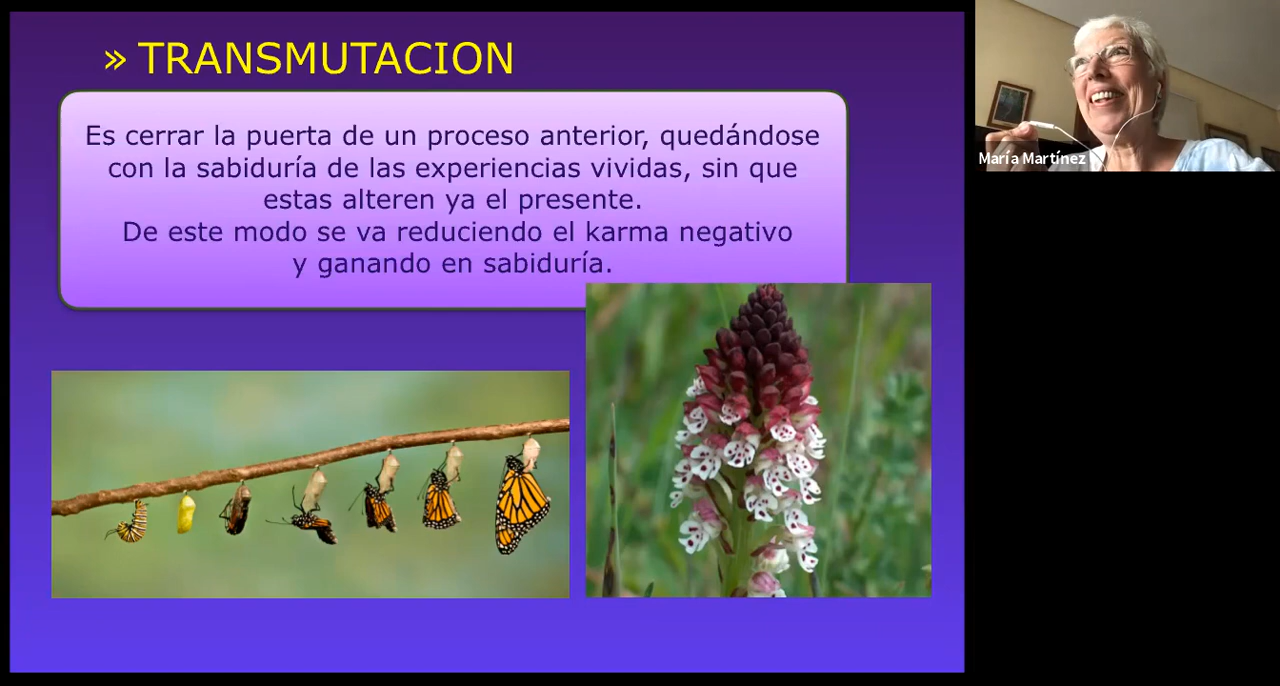 » TRANSMUTACION
Es cerrar la puerta de un proceso anterior, quedándose
con la sabiduría de las experiencias vividas, sin que
estas alteren ya el presente.
De este modo se va reduciendo el karma negativo
y ganando en sabiduría.
María Martínez